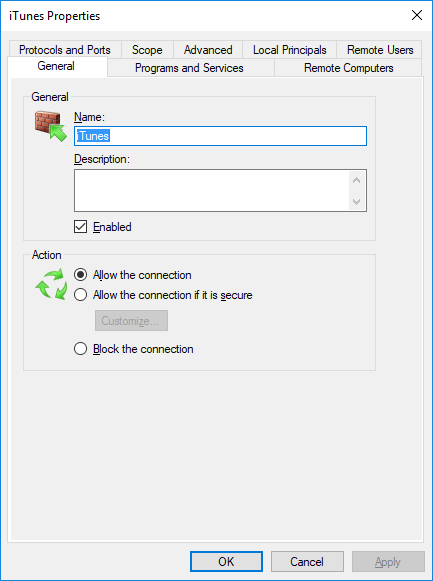 iTunes Properties
Protocols and Ports Scope Advanced Local Principals Remote Users
General Programs and Services Remote Computers
General
Name:
iTunes
Description:
Enabled
Action
Allow the connection
Allow the connection if it is secure
Customize...
Block the connection
OK Cancel Apply